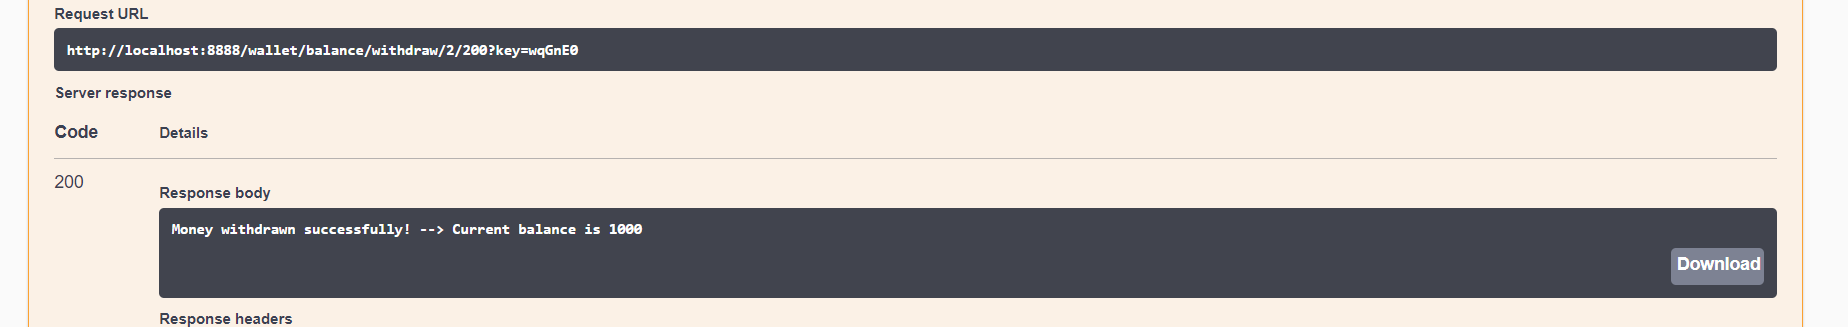 Request URL
http://localhost:8888/wallet/balance/withdraw/2/200?key=wqGnE0
Server response
Code Details
200
Response body
Money withdrawn successfully! --> Current balance is 1000
Download
Response headers